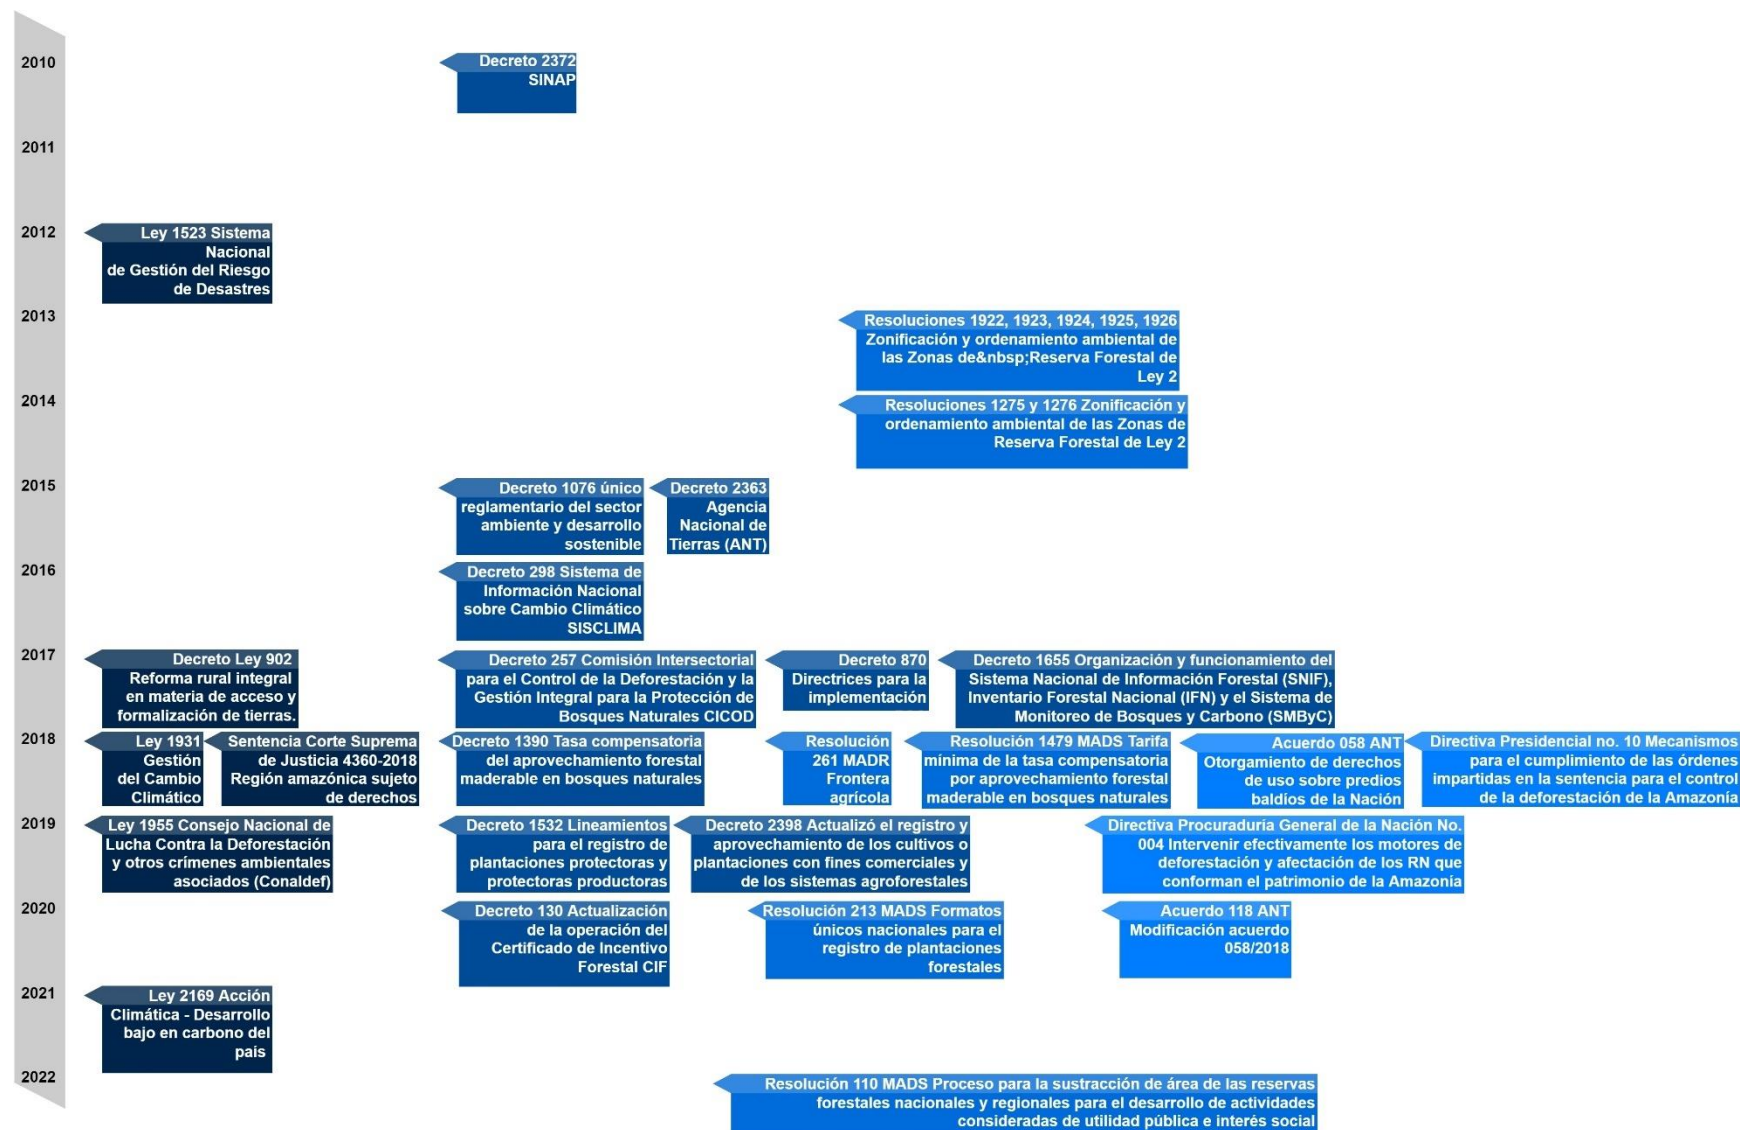 2010
Decreto 2372
SINAP
2011
2012
Ley 1523 Sistema
Nacional
de Gestión del Riesgo
de Desastres
2013
Resoluciones 1922, 1923, 1924, 1925, 1926
Zonificación y ordenamiento ambiental de
las Zonas de&nbsp;Reserva Forestal de
Ley 2
2014
Resoluciones 1275 y 1276 Zonificación y
ordenamiento ambiental de las Zonas de
Reserva Forestal de Ley 2
2015
Decreto 1076 único
reglamentario del sector
ambiente y desarrollo
sostenible
Decreto 2363
Agencia
Nacional de
Tierras (ANT)
2016
Decreto 298 Sistema de
Información Nacional
sobre Cambio Climático
SISCLIMA
2017
Decreto Ley 902
Reforma rural integral
en materia de acceso y
formalización de tierras.
Decreto 257 Comisión Intersectorial
para el Control de la Deforestación y la
Gestión Integral para la Protección de
Bosques Naturales CICOD
Decreto 870
Directrices para la
implementación
Decreto 1655 Organización y funcionamiento del
Sistema Nacional de Información Forestal (SNIF),
Inventario Forestal Nacional (IFN) y el Sistema de
Monitoreo de Bosques y Carbono (SMByC)
2018
Ley 1931
Gestión
del Cambio
Climático
Sentencia Corte Suprema
de Justicia 4360-2018
Región amazónica sujeto
de derechos
Decreto 1390 Tasa compensatoria
del aprovechamiento forestal
maderable en bosques naturales
Resolución
261 MADR
Frontera
agrícola
Resolución 1479 MADS Tarifa
mínima de la tasa compensatoria
por aprovechamiento forestal
maderable en bosques naturales
Acuerdo 058 ANT
Otorgamiento de derechos
de uso sobre predios
baldíos de la Nación
Directiva Presidencial no. 10 Mecanismos
para el cumplimiento de las órdenes
impartidas en la sentencia para el control
de la deforestación de la Amazonía
2019
Ley 1955 Consejo Nacional de
Lucha Contra la Deforestación
y otros crímenes ambientales
asociados (Conaldef)
Decreto 1532 Lineamientos
para el registro de
plantaciones protectoras y
protectoras productoras
Decreto 2398 Actualizó el registro y
aprovechamiento de los cultivos o
plantaciones con fines comerciales y
de los sistemas agroforestales
Directiva Procuraduría General de la Nación No.
004 Intervenir efectivamente los motores de
deforestación y afectación de los RN que
conforman el patrimonio de la Amazonía
2020
Decreto 130 Actualización
de la operación del
Certificado de Incentivo
Forestal CIF
Resolución 213 MADS Formatos
únicos nacionales para el
registro de plantaciones
forestales
Acuerdo 118 ANT
Modificación acuerdo
058/2018
2021
Ley 2169 Acción
Climática - Desarrollo
bajo en carbono del
país
2022
Resolución 110 MADS Proceso para la sustracción de área de las reservas
forestales nacionales y regionales para el desarrollo de actividades
consideradas de utilidad pública e interés social